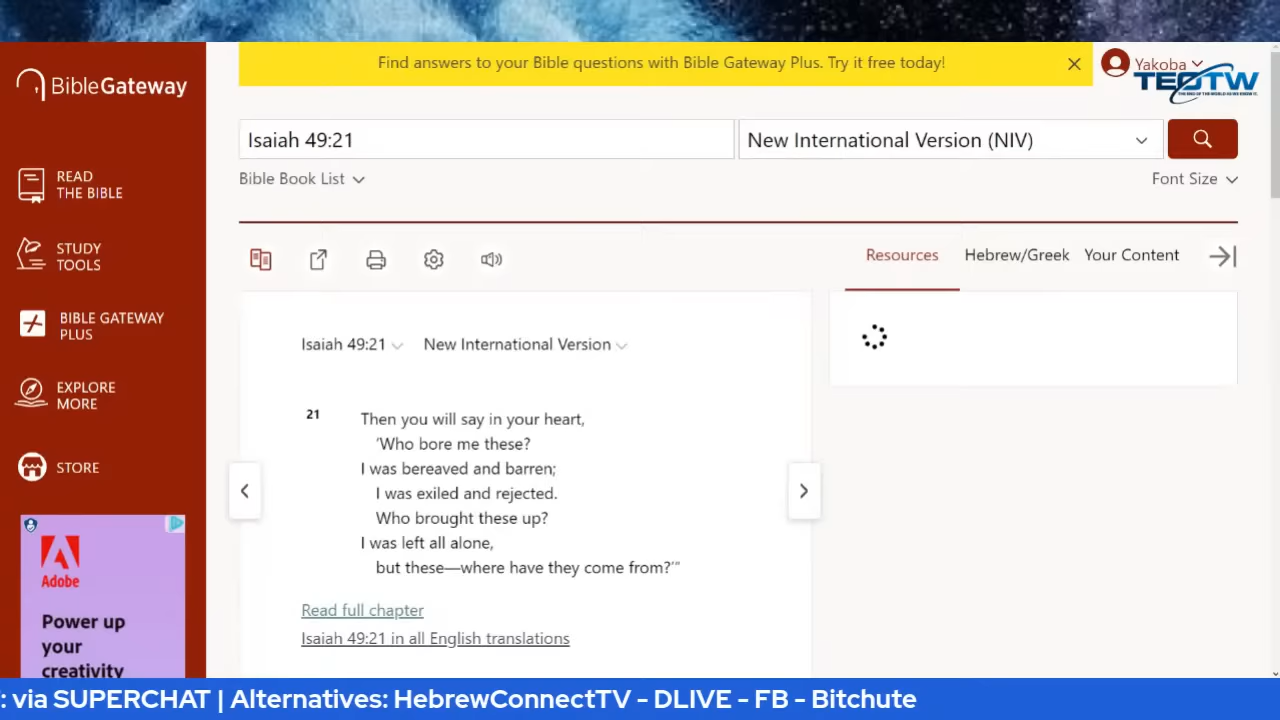 Find answers to your Bible questions with Bible Gateway Plus. Try it free today!
Yakoba
TEOTW
BibleGateway
Isaiah 49:21
New International Version (NIV)
Bible Book List
Font Size
READ
THE BIBLE
STUDY
TOOLS
BIBLE GATEWAY
PLUS
EXPLORE
MORE
STORE
Adobe
Power up
your
creativity
Resources
Hebrew/Greek
Your Content
Isaiah 49:21
New International Version
21 Then you will say in your heart,
‘Who bore me these?
I was bereaved and barren;
I was exiled and rejected.
Who brought these up?
I was left all alone,
but these—where have they come from?’”
Read full chapter
Isaiah 49:21 in all English translations
: via SUPERCHAT | Alternatives: HebrewConnectTV - DLIVE - FB - Bitchute